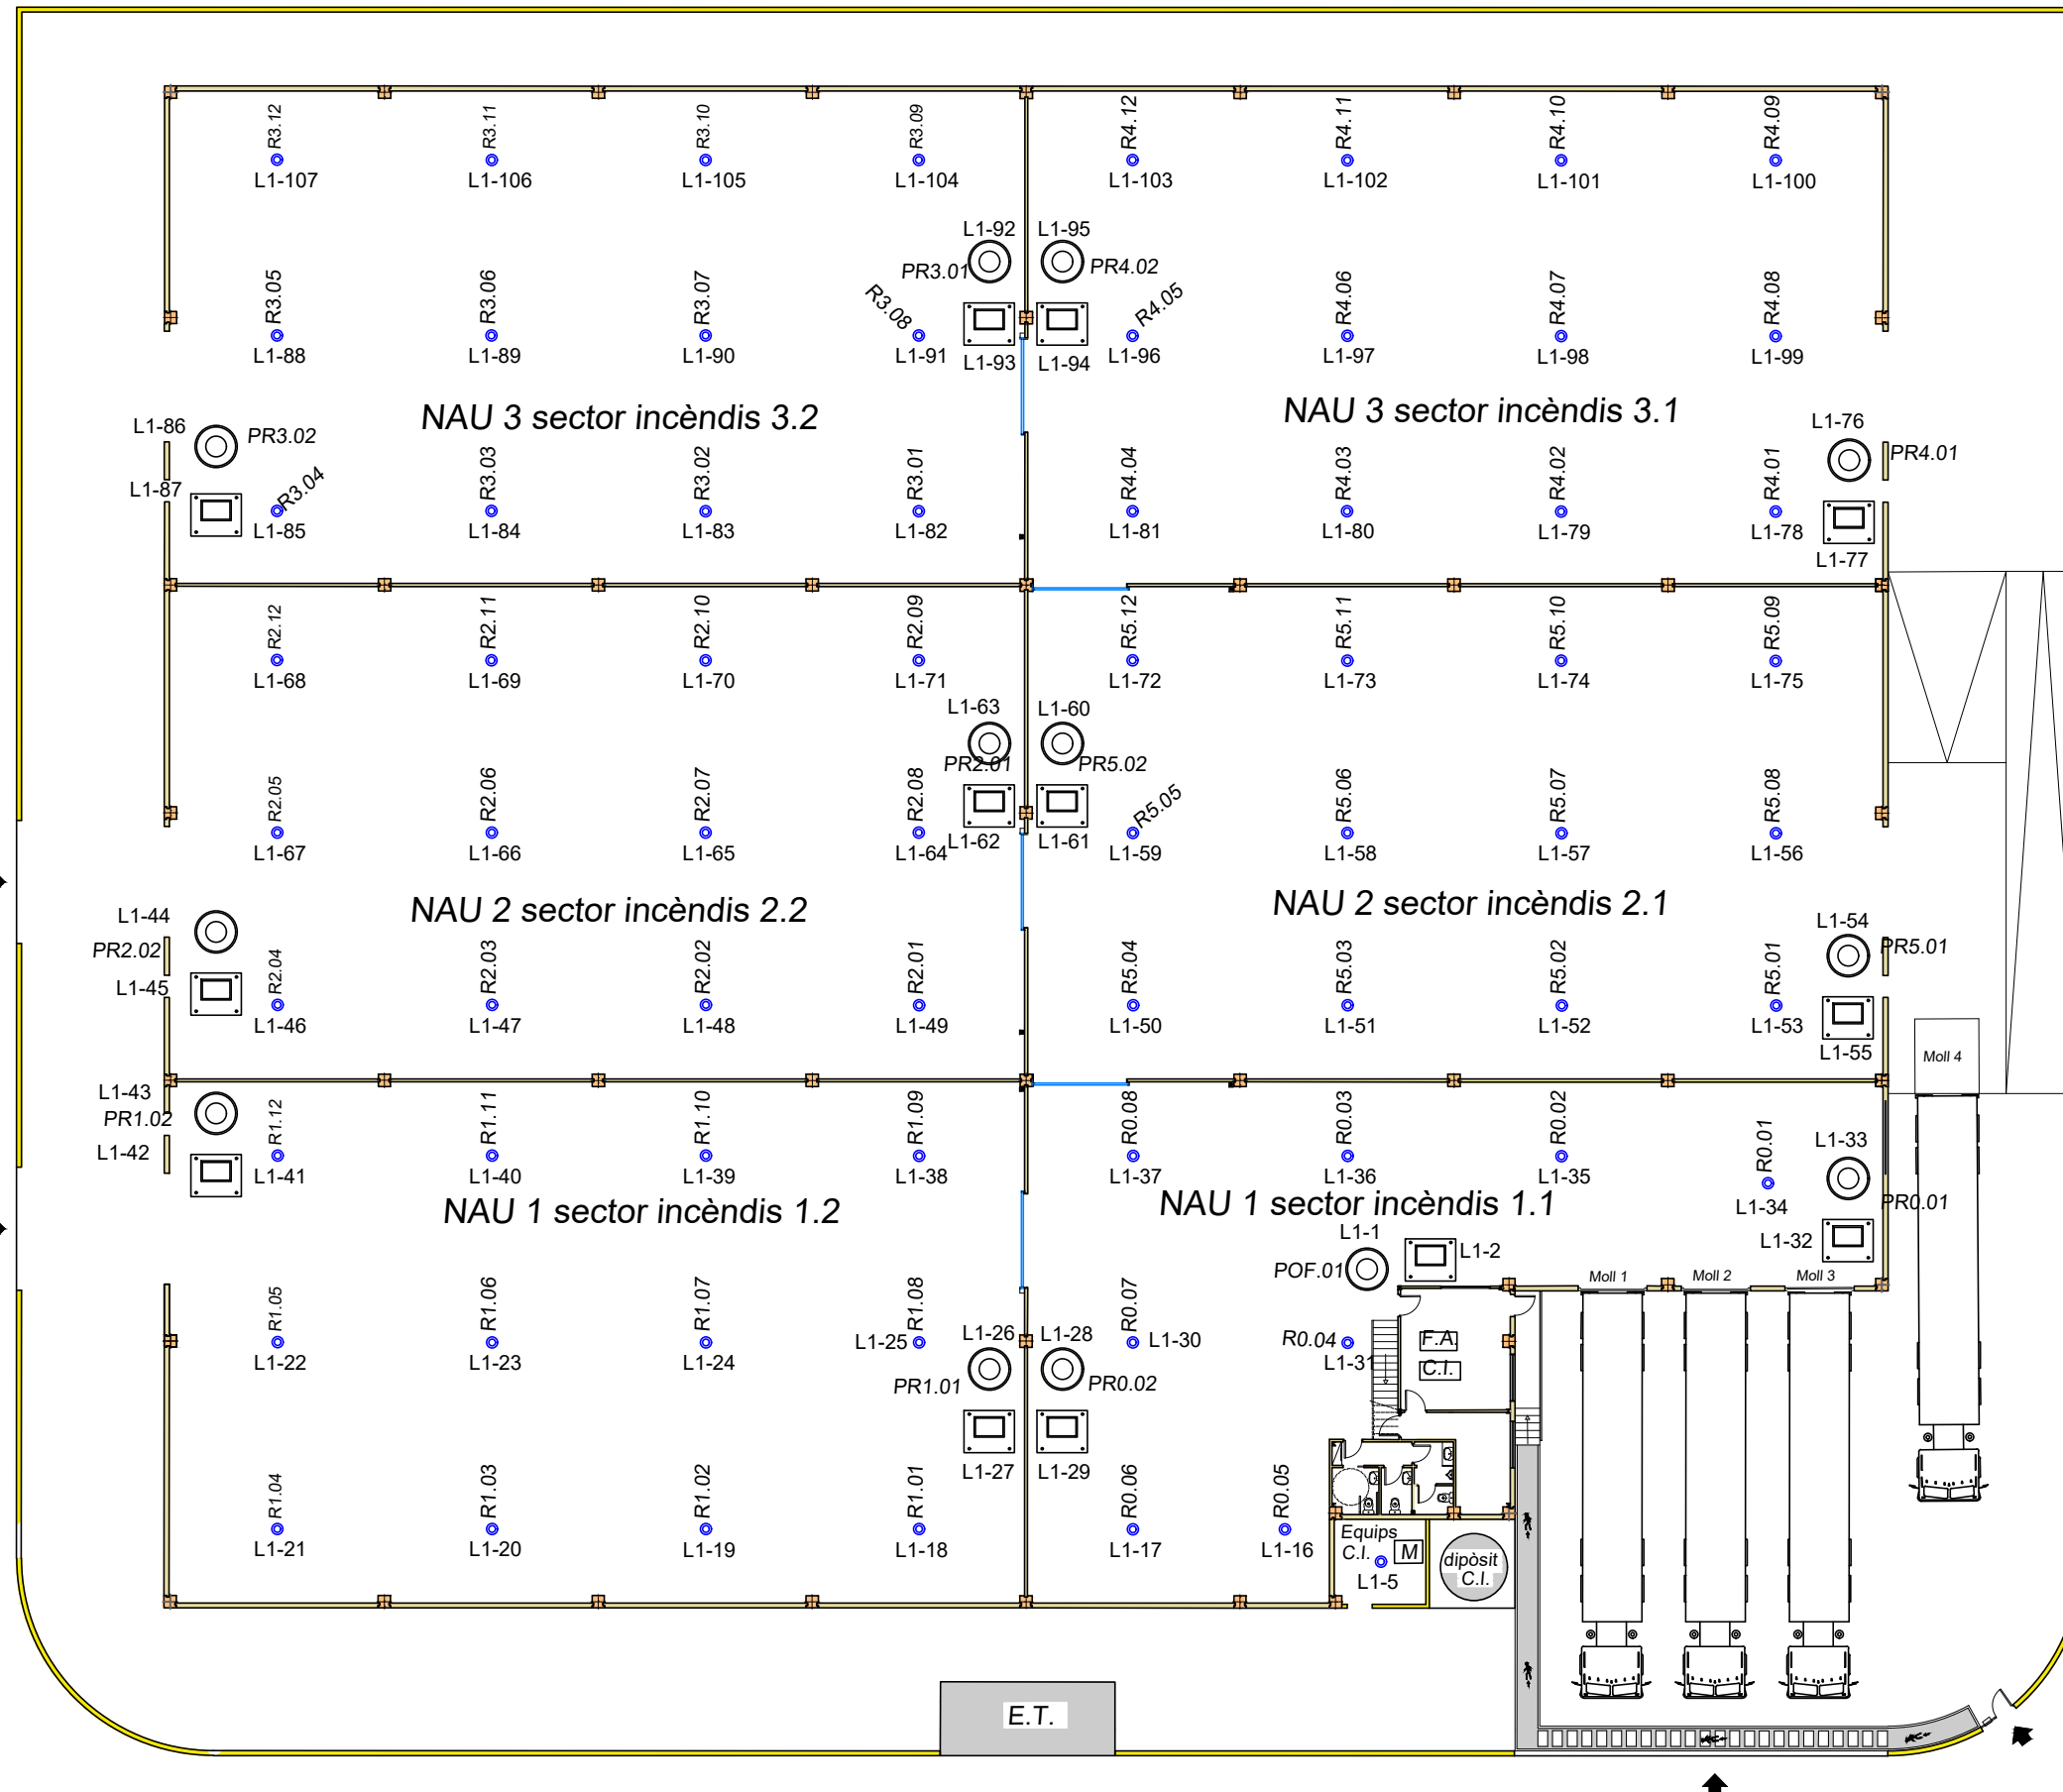 R3.12
R3.11
R3.10
R3.09
R4.12
R4.11
R4.10
R4.09
L1-107
L1-106
L1-105
L1-104
L1-103
L1-102
L1-101
L1-100
L1-92
L1-95
PR3.01
PR4.02
R3.05
R3.06
R3.07
R3.08
R4.05
R4.06
R4.07
R4.08
L1-88
L1-89
L1-90
L1-91
L1-93
L1-94
L1-96
L1-97
L1-98
L1-99
NAU 3 sector incèndis 3.2
NAU 3 sector incèndis 3.1
L1-86
PR3.02
L1-76
PR4.01
L1-87
R3.04
R3.03
R3.02
R3.01
R4.04
R4.03
R4.02
R4.01
L1-85
L1-84
L1-83
L1-82
L1-81
L1-80
L1-79
L1-78
L1-77
R2.12
R2.11
R2.10
R2.09
R5.12
R5.11
R5.10
R5.09
L1-68
L1-69
L1-70
L1-71
L1-72
L1-73
L1-74
L1-75
L1-63
L1-60
PR2.01
PR5.02
R2.05
R2.06
R2.07
R2.08
R5.05
R5.06
R5.07
R5.08
L1-67
L1-66
L1-65
L1-64
L1-62
L1-61
L1-59
L1-58
L1-57
L1-56
NAU 2 sector incèndis 2.2
NAU 2 sector incèndis 2.1
L1-44
PR2.02
L1-54
PR5.01
L1-45
R2.04
R2.03
R2.02
R2.01
R5.04
R5.03
R5.02
R5.01
L1-46
L1-47
L1-48
L1-49
L1-50
L1-51
L1-52
L1-53
L1-55
Moll 4
L1-43
PR1.02
L1-42
R1.12
R1.11
R1.10
R1.09
R0.08
R0.03
R0.02
R0.01
L1-33
PR0.01
L1-41
L1-40
L1-39
L1-38
L1-37
L1-36
L1-35
L1-34
L1-32
NAU 1 sector incèndis 1.2
NAU 1 sector incèndis 1.1
L1-1
L1-2
POF.01
Moll 1
Moll 2
Moll 3
R1.05
R1.06
R1.07
R1.08
R0.07
R0.04
F.A.
C.I.
L1-22
L1-23
L1-24
L1-25
L1-26
L1-28
L1-30
L1-31
PR1.01
PR0.02
L1-27
L1-29
R1.04
R1.03
R1.02
R1.01
R0.06
R0.05
L1-21
L1-20
L1-19
L1-18
L1-17
L1-16
Equips
C.I.
M
L1-5
dipòsit
C.I.
E.T.